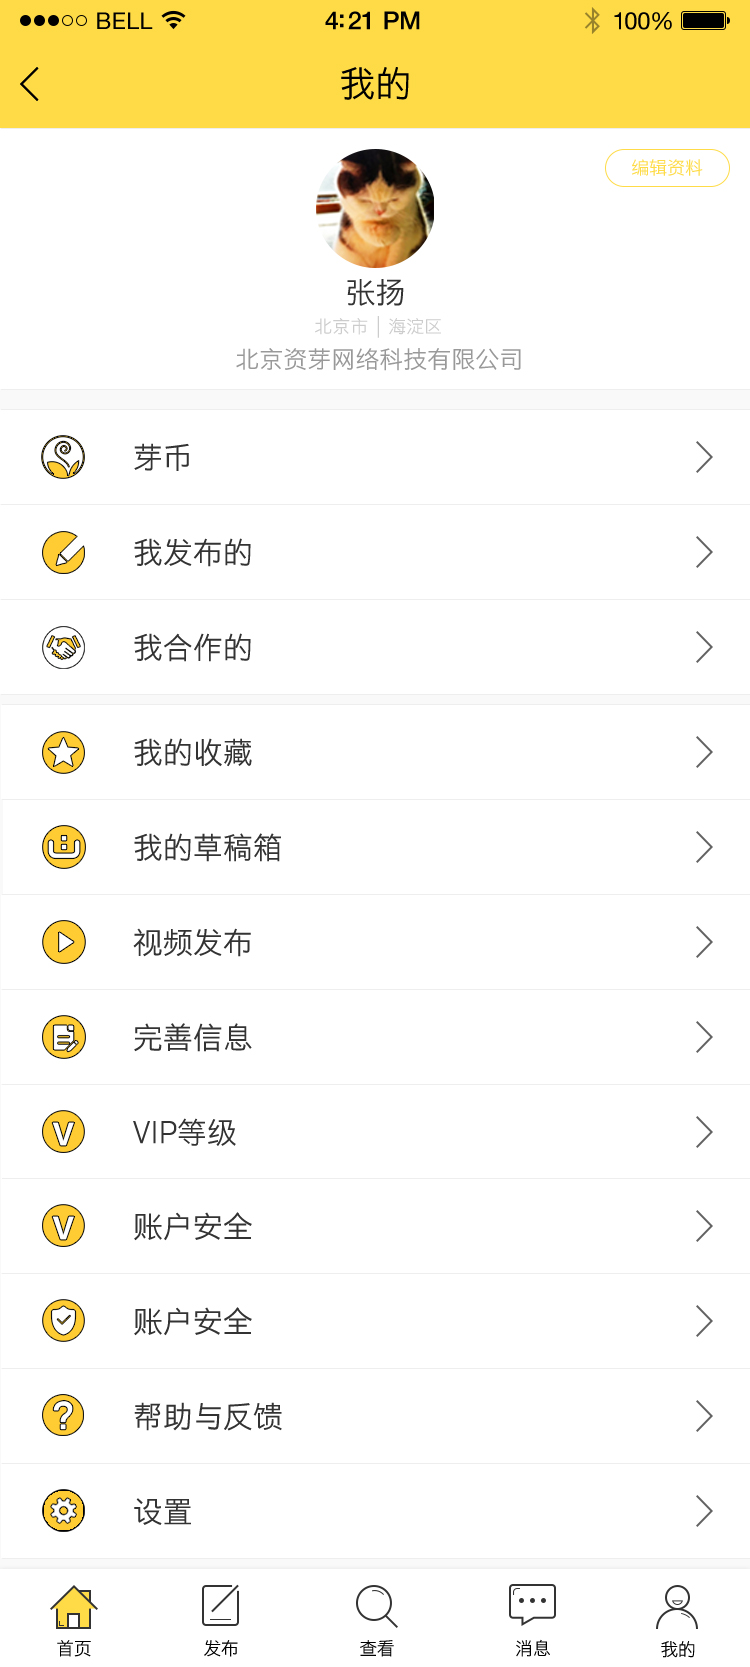 BELL 4:21 PM 100%
我的
编辑资料
张扬
北京市 | 海淀区
北京资芽网络科技有限公司
芽币
我发布的
我合作的
我的收藏
我的草稿箱
视频发布
完善信息
VIP等级
账户安全
账户安全
帮助与反馈
设置
首页 发布 查看 消息 我的